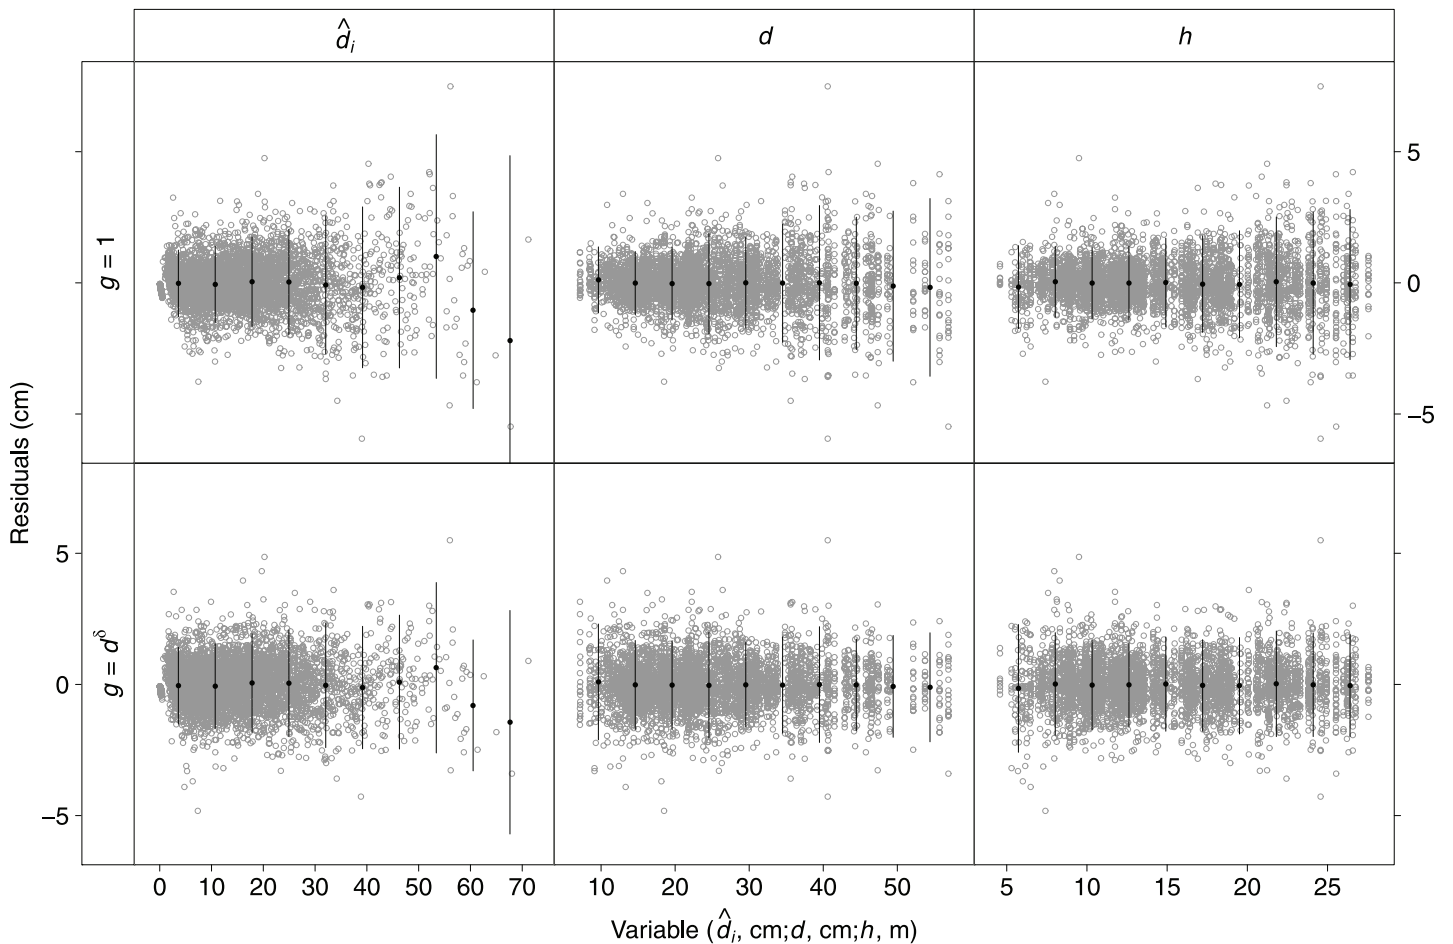 d̂ᵢ d h
g = 1
5
0
−5
Residuals (cm)
g = d^δ
5
0
−5
0 10 20 30 40 50 60 70 10 20 30 40 50 5 10 15 20 25
Variable (d̂ᵢ, cm;d, cm;h, m)